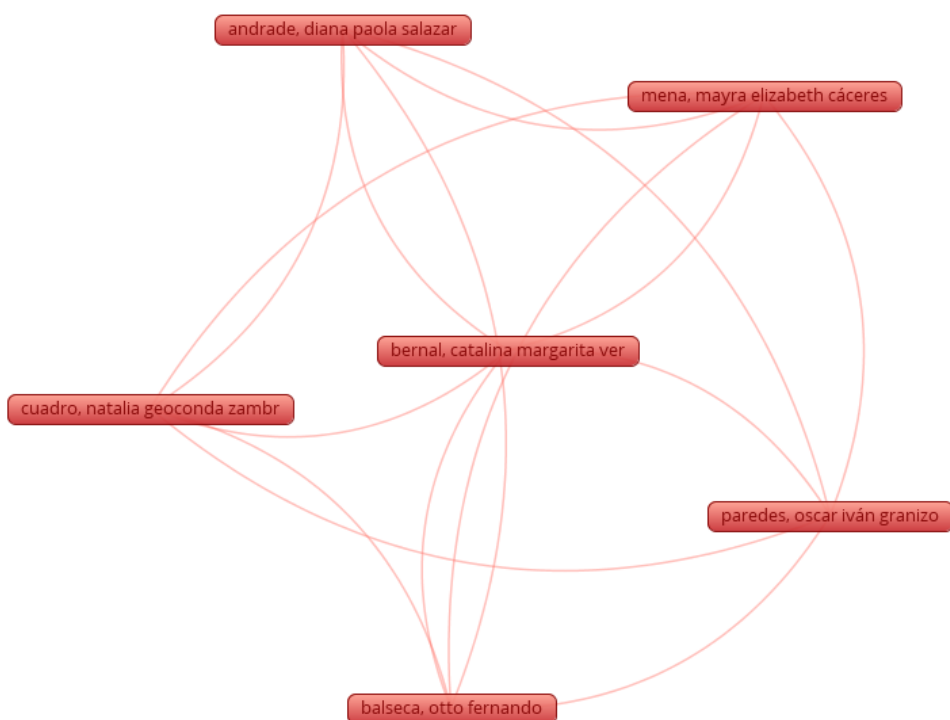 andrade, diana paola salazar
mena, mayra elizabeth cáceres
bernal, catalina margarita ver
cuadro, natalia geoconda zambr
paredes, oscar iván granizo
balseca, otto fernando